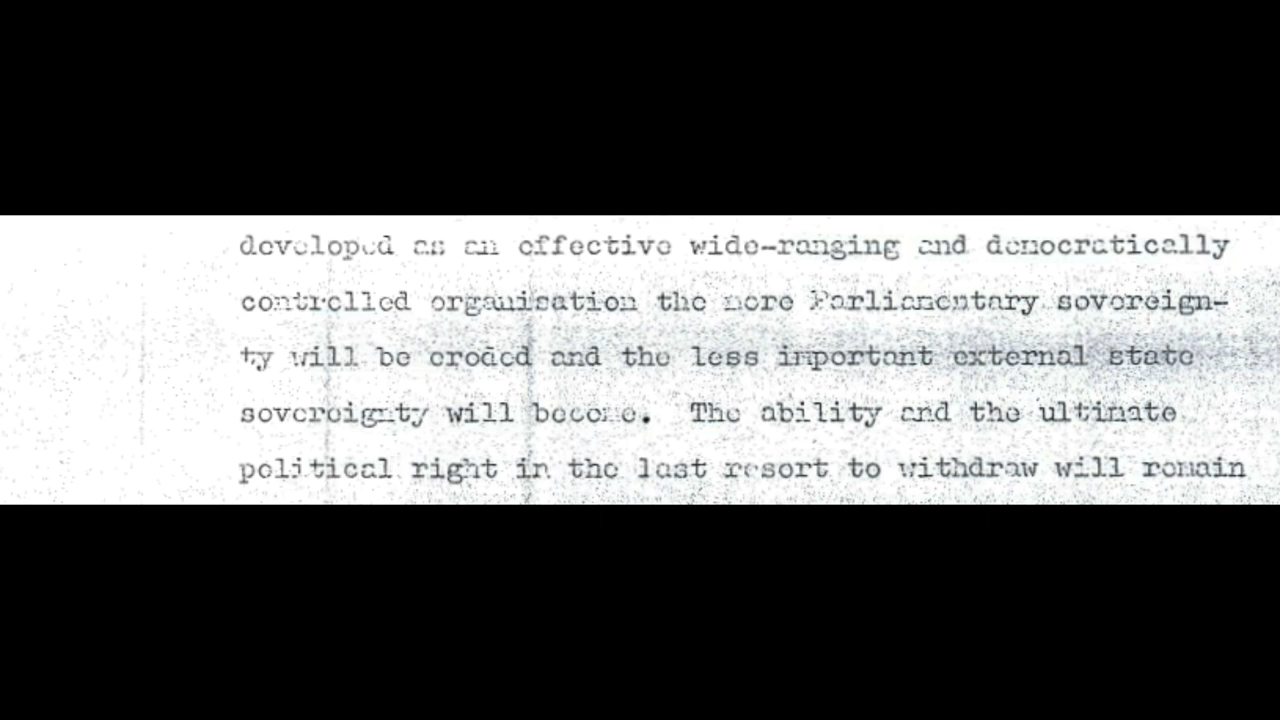 developed as an effective wide-ranging and democratically
controlled organisation the more Parliamentary sovereign-
ty will be eroded and the less important external state
sovereignty will become. The ability and the ultimate
political right in the last resort to withdraw will remain